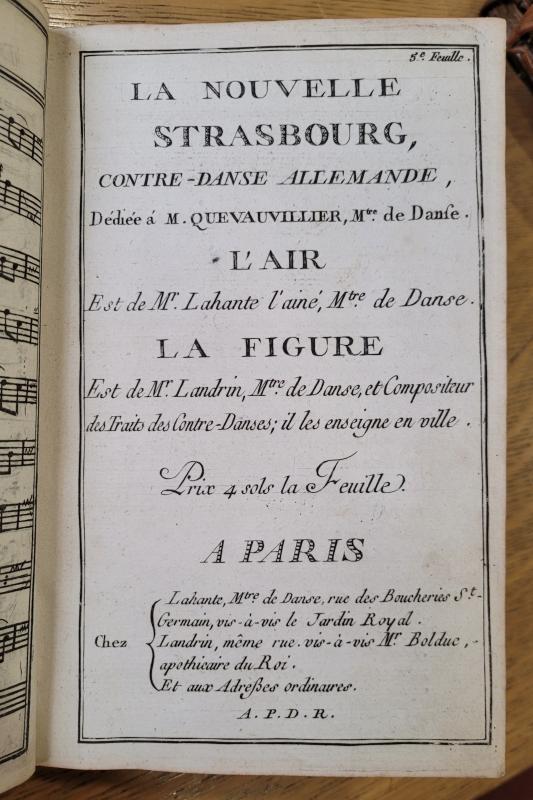 5.e Feuille.
LA NOUVELLE
STRASBOURG,
CONTRE-DANSE ALLEMANDE,
Dédiée á M. QUEVAUVILLIER, Mtre. de Danse.
L'AIR
Est de Mr. Lahante l'ainé, Mtre. de Danse.
LA FIGURE
Est de Mr. Landrin, Mtre. de Danse, et Compositeur
des Traits des Contre-Danses; il les enseigne en ville.
Prix 4 sols la Feuille.
A PARIS
Lahante, Mtre de Danse, rue des Boucheries St-
Germain, vis-à-vis le Jardin Royal.
Chez Landrin, même rue. vis-à-vis Mr. Bolduc,
apothicaire du Roi.
Et aux Adreßes ordinaires.
A. P. D. R.